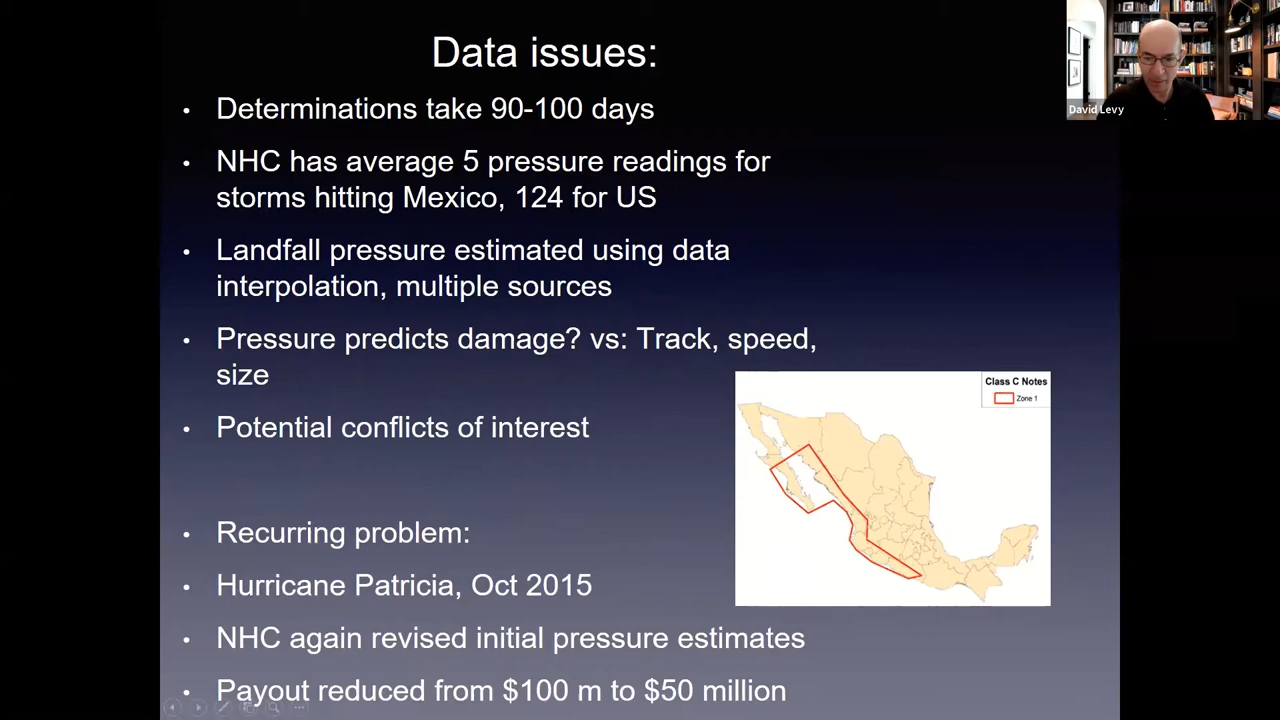 Data issues:
David Levy
• Determinations take 90-100 days
• NHC has average 5 pressure readings for
storms hitting Mexico, 124 for US
• Landfall pressure estimated using data
interpolation, multiple sources
• Pressure predicts damage? vs: Track, speed,
size
Class C Notes
Zone 1
• Potential conflicts of interest
• Recurring problem:
• Hurricane Patricia, Oct 2015
• NHC again revised initial pressure estimates
• Payout reduced from $100 m to $50 million